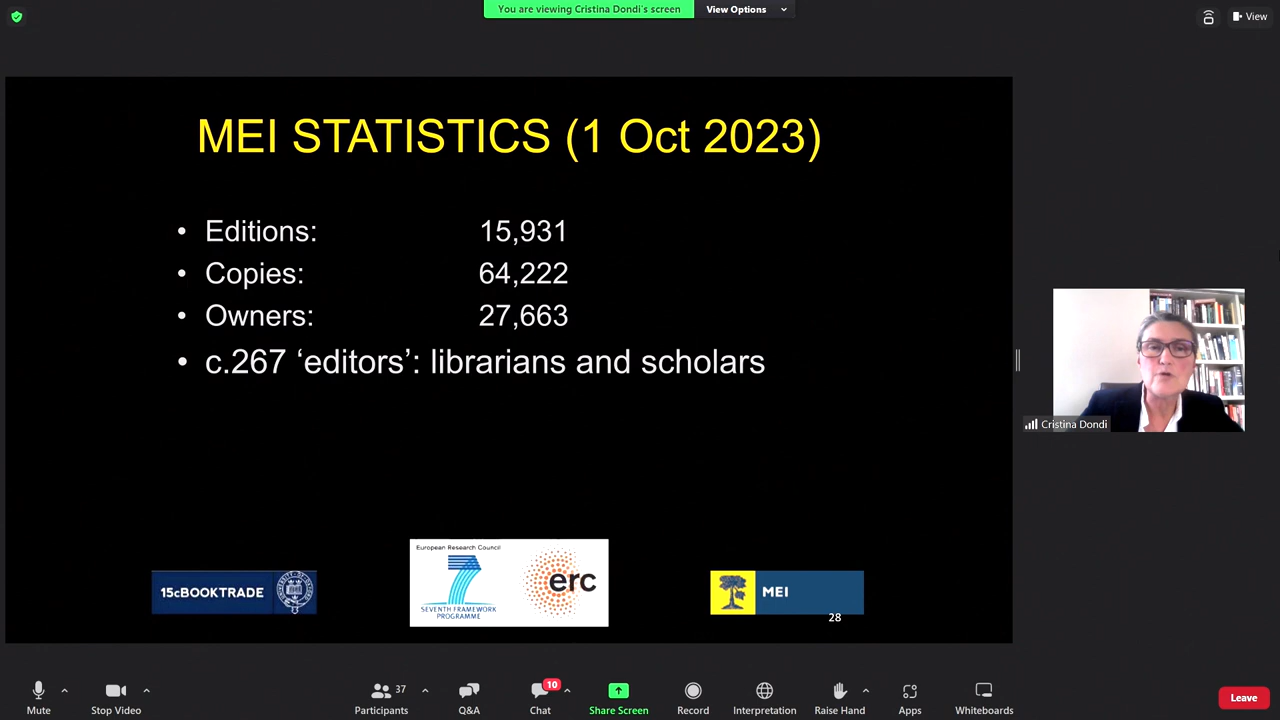 You are viewing Cristina Dondi's screen
View Options
View
MEI STATISTICS (1 Oct 2023)
• Editions: 15,931
• Copies: 64,222
• Owners: 27,663
• c.267 ‘editors’: librarians and scholars
Cristina Dondi
European Research Council
15cBOOKTRADE
erc
MEI
SEVENTH FRAMEWORK
PROGRAMME
28
37
10
Mute
Stop Video
Participants
Q&A
Chat
Share Screen
Record
Interpretation
Raise Hand
Apps
Whiteboards
Leave